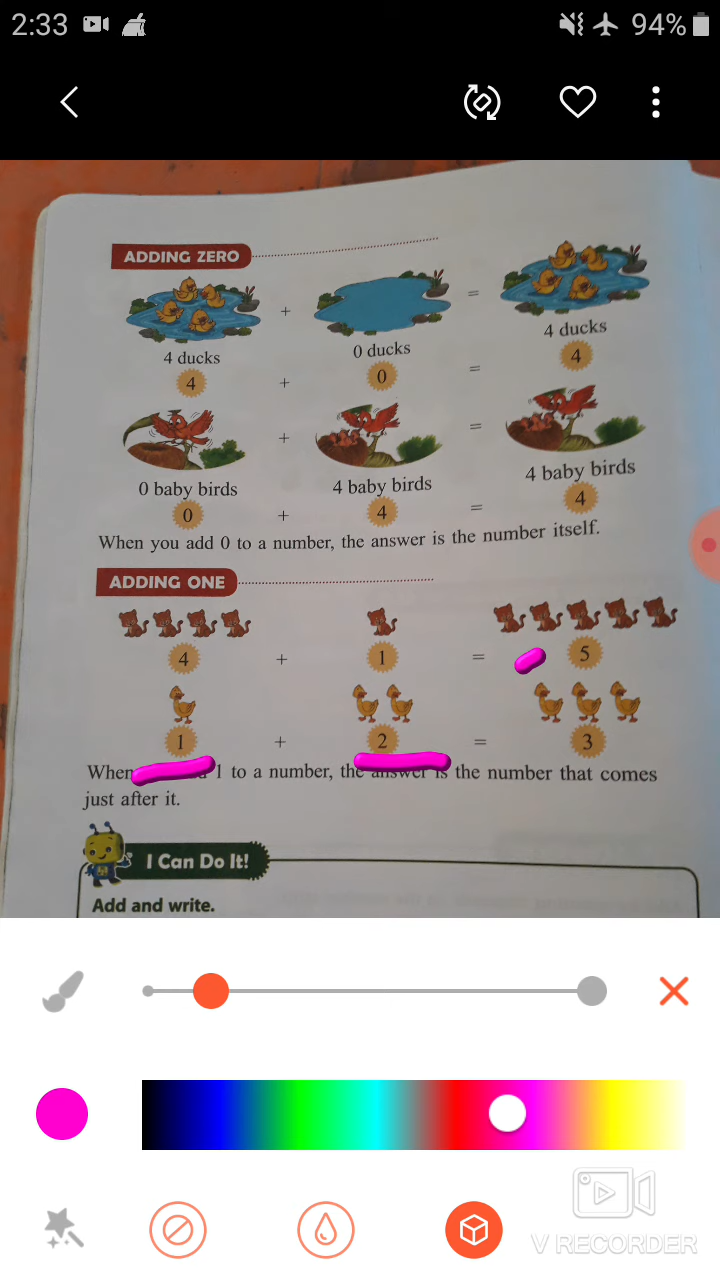 2:33 94%
ADDING ZERO
+ =
4 ducks 0 ducks 4 ducks
4 + 0 = 4
+ =
0 baby birds 4 baby birds 4 baby birds
0 + 4 = 4
When you add 0 to a number, the answer is the number itself.
ADDING ONE
4 + 1 = 5
1 + 2 = 3
When 1 to a number, the answer is the number that comes
just after it.
I Can Do It!
Add and write.
V RECORDER